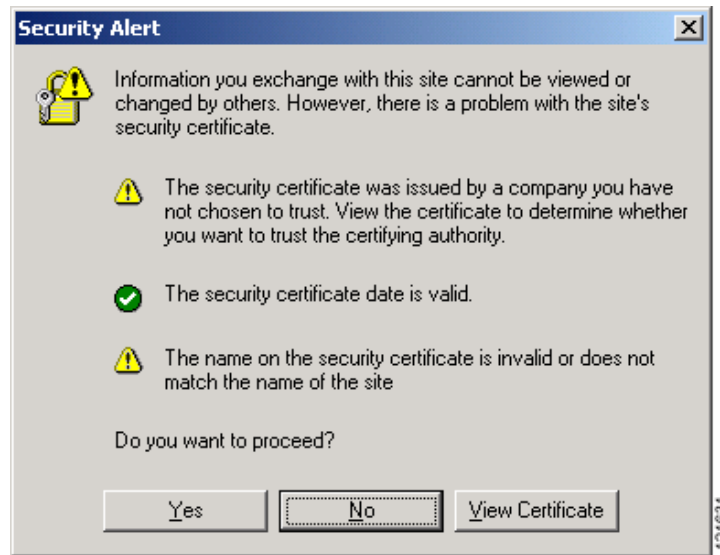 Security Alert
Information you exchange with this site cannot be viewed or
changed by others. However, there is a problem with the site's
security certificate.
The security certificate was issued by a company you have
not chosen to trust. View the certificate to determine whether
you want to trust the certifying authority.
The security certificate date is valid.
The name on the security certificate is invalid or does not
match the name of the site
Do you want to proceed?
Yes
No
View Certificate